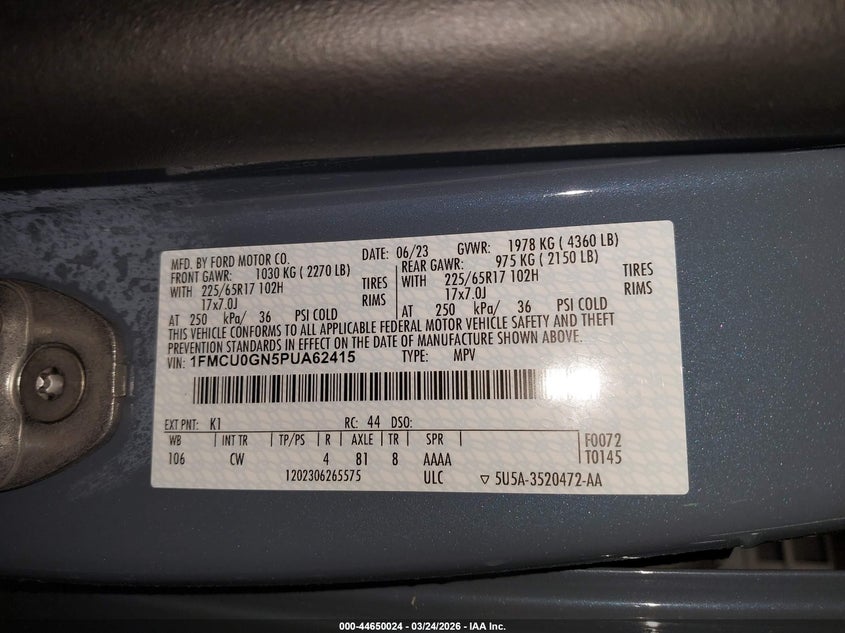 MFD. BY FORD MOTOR CO. DATE: 06/23 GVWR: 1978 KG ( 4360 LB)
FRONT GAWR: 1030 KG ( 2270 LB) REAR GAWR: 975 KG ( 2150 LB)
WITH 225/65R17 102H TIRES WITH 225/65R17 102H TIRES
17x7.0J RIMS 17x7.0J RIMS
AT 250 kPa/ 36 PSI COLD AT 250 kPa/ 36 PSI COLD
THIS VEHICLE CONFORMS TO ALL APPLICABLE FEDERAL MOTOR VEHICLE SAFETY AND THEFT
PREVENTION STANDARDS IN EFFECT ON THE DATE OF MANUFACTURE SHOWN ABOVE.
VIN: 1FMCU0GN5PUA62415 TYPE: MPV
EXT PNT: K1 RC: 44 DSO:
WB INT TR TP/PS R AXLE TR SPR F0072
106 CW 4 81 8 AAAA T0145
1202306265575 ULC ▽ 5U5A-3520472-AA
000-44650024 - 03/24/2026 - IAA Inc.